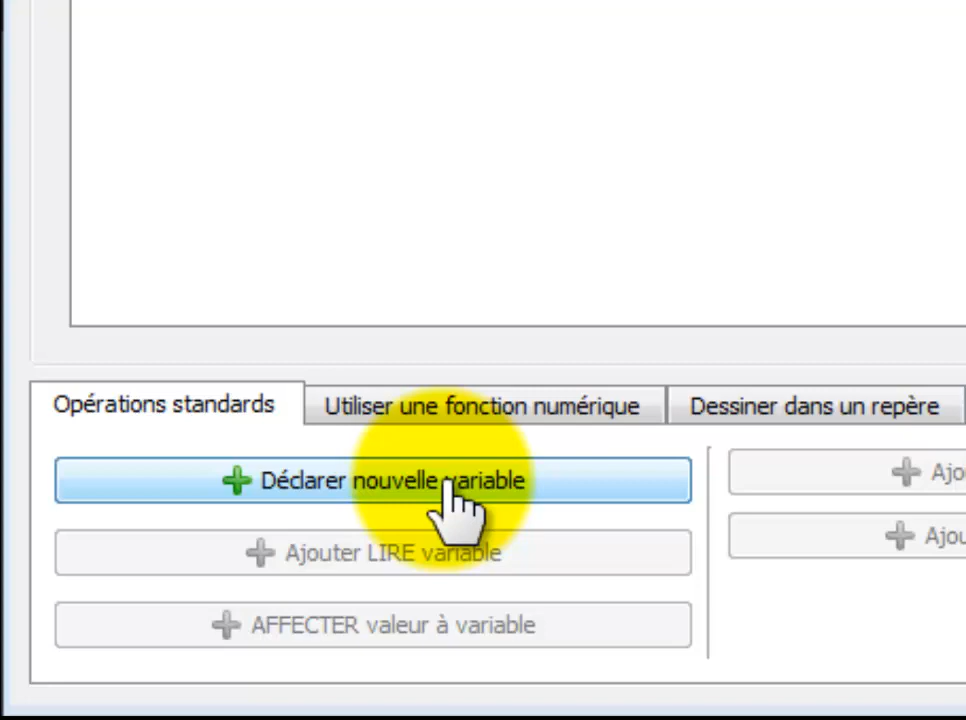 Opérations standards
Utiliser une fonction numérique
Dessiner dans un repère
Déclarer nouvelle variable
Ajouter LIRE variable
AFFECTER valeur à variable